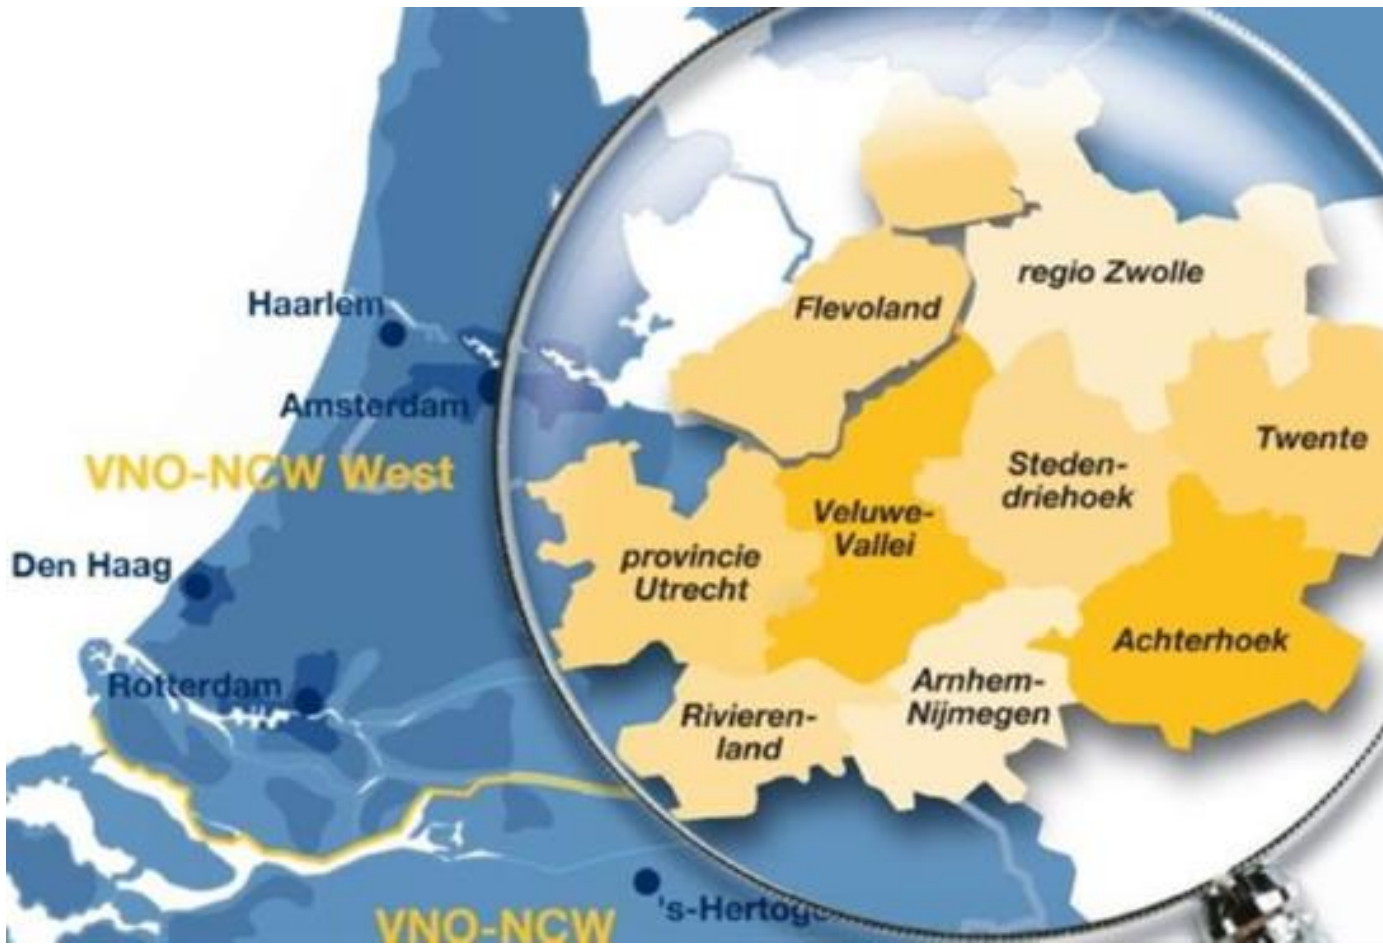 regio Zwolle
Haarlem
Flevoland
Amsterdam
Twente
VNO-NCW West
Steden-
driehoek
Veluwe-
Vallei
Den Haag
provincie
Utrecht
Achterhoek
Rotterdam
Arnhem-
Nijmegen
Rivieren-
land
's-Hertoge
VNO-NCW